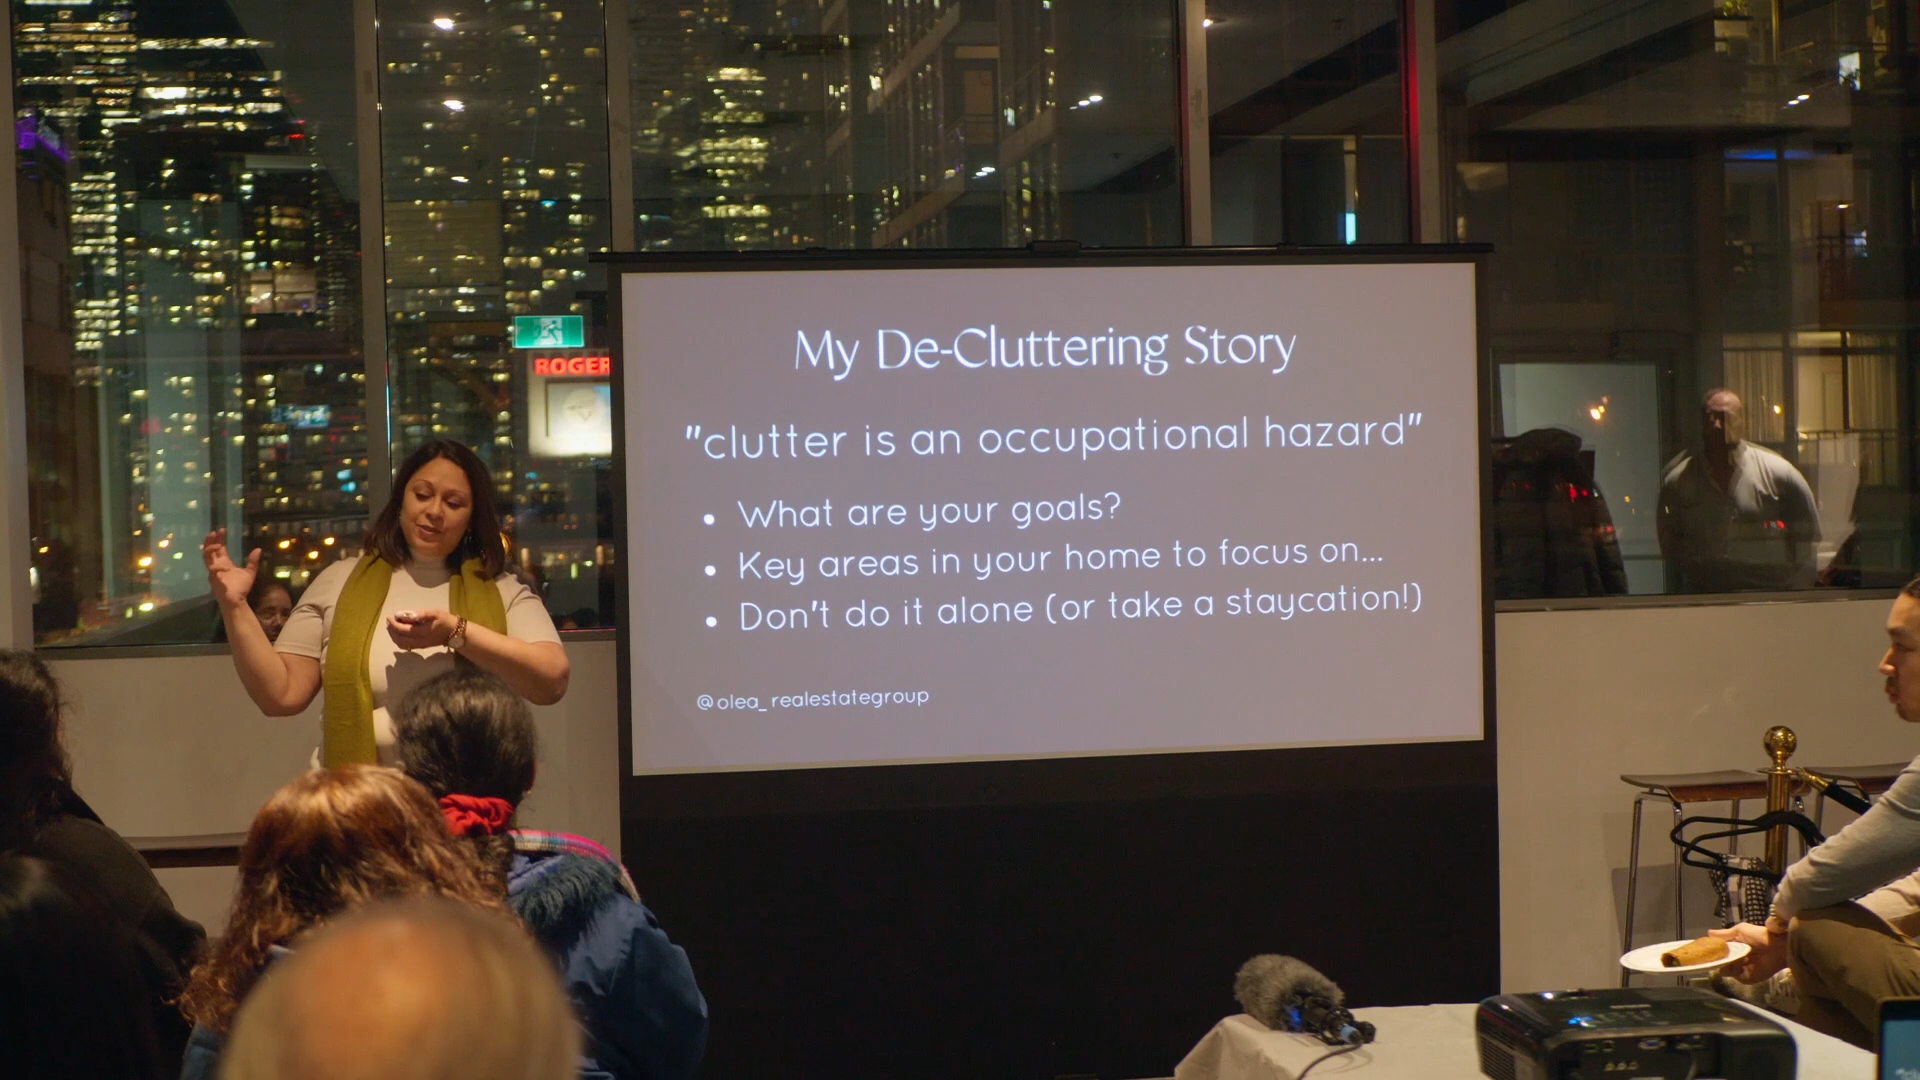 ROGER
My De-Cluttering Story
"clutter is an occupational hazard"
• What are your goals?
• Key areas in your home to focus on...
• Don't do it alone (or take a staycation!)
@olea_realestategroup